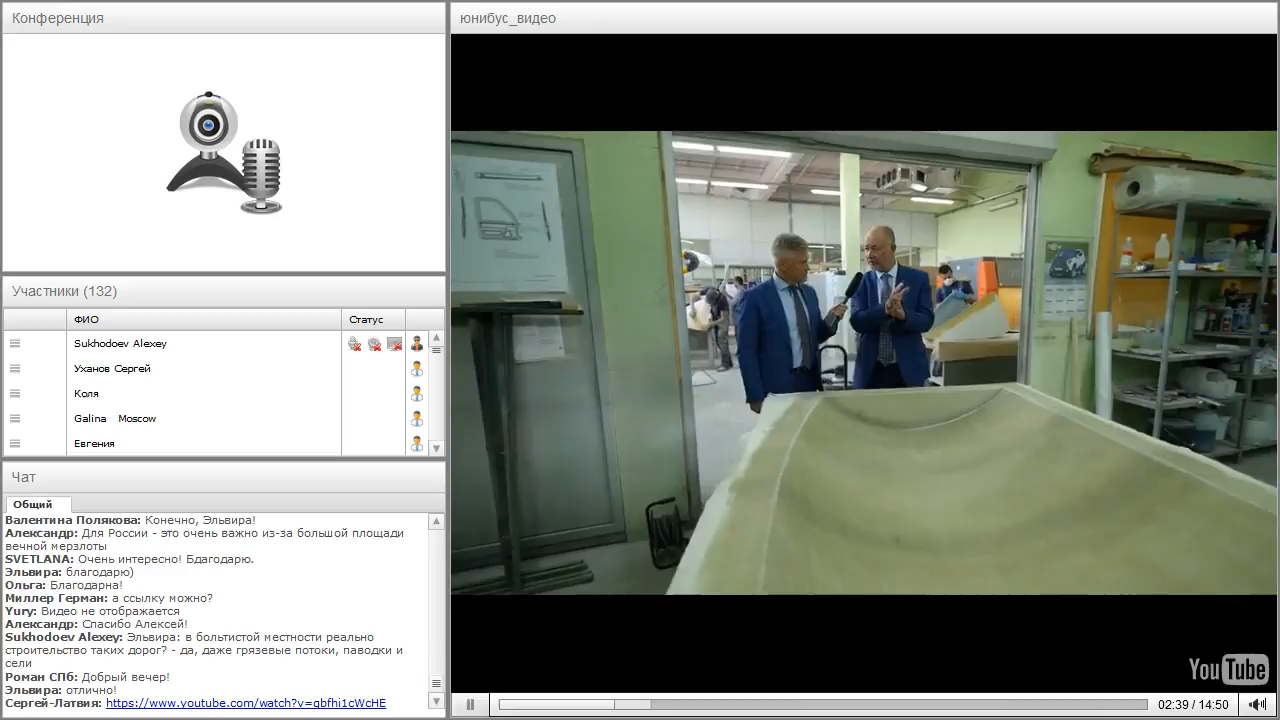 Конференция
юнибус_видео
Участники (132)
ФИО
Статус
Sukhodoev Alexey
Уханов Сергей
Коля
Galina Moscow
Евгения
Чат
Общий
Валентина Полякова: Конечно, Эльвира!
Александр: Для России - это очень важно из-за большой площади
вечной мерзлоты
SVETLANA: Очень интересно! Бдагодарю.
Эльвира: благодарю)
Ольга: Благодарна!
Миллер Герман: а ссылку можно?
Yury: Видео не отображается
Александр: Спасибо Алексей!
Sukhodoev Alexey: Эльвира: в больтистой местности реально
строительство таких дорог? - да, даже грязевые потоки, паводки и
сели
Роман СПб: Добрый вечер!
Эльвира: отлично!
Сергей-Латвия: https://www.youtube.com/watch?v=gbfhi1cWcHE
YouTube
02:39 / 14:50